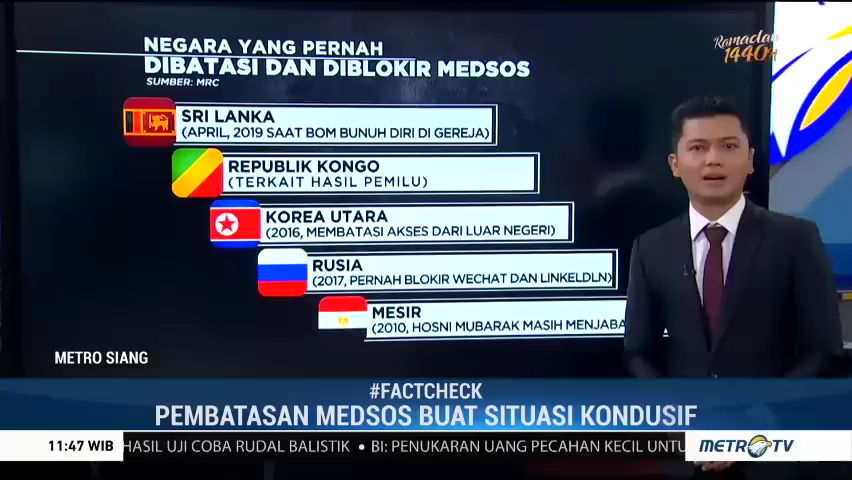 NEGARA YANG PERNAH
DIBATASI DAN DIBLOKIR MEDSOS
SUMBER: MRC
Ramadan
1440H
SRI LANKA
(APRIL, 2019 SAAT BOM BUNUH DIRI DI GEREJA)
REPUBLIK KONGO
(TERKAIT HASIL PEMILU)
KOREA UTARA
(2016, MEMBATASI AKSES DARI LUAR NEGERI)
RUSIA
(2017, PERNAH BLOKIR WECHAT DAN LINKELDLN)
MESIR
(2010, HOSNI MUBARAK MASIH MENJABA
METRO SIANG
#FACTCHECK
PEMBATASAN MEDSOS BUAT SITUASI KONDUSIF
11:47 WIB HASIL UJI COBA RUDAL BALISTIK • BI: PENUKARAN UANG PECAHAN KECIL UNTU
METRO TV